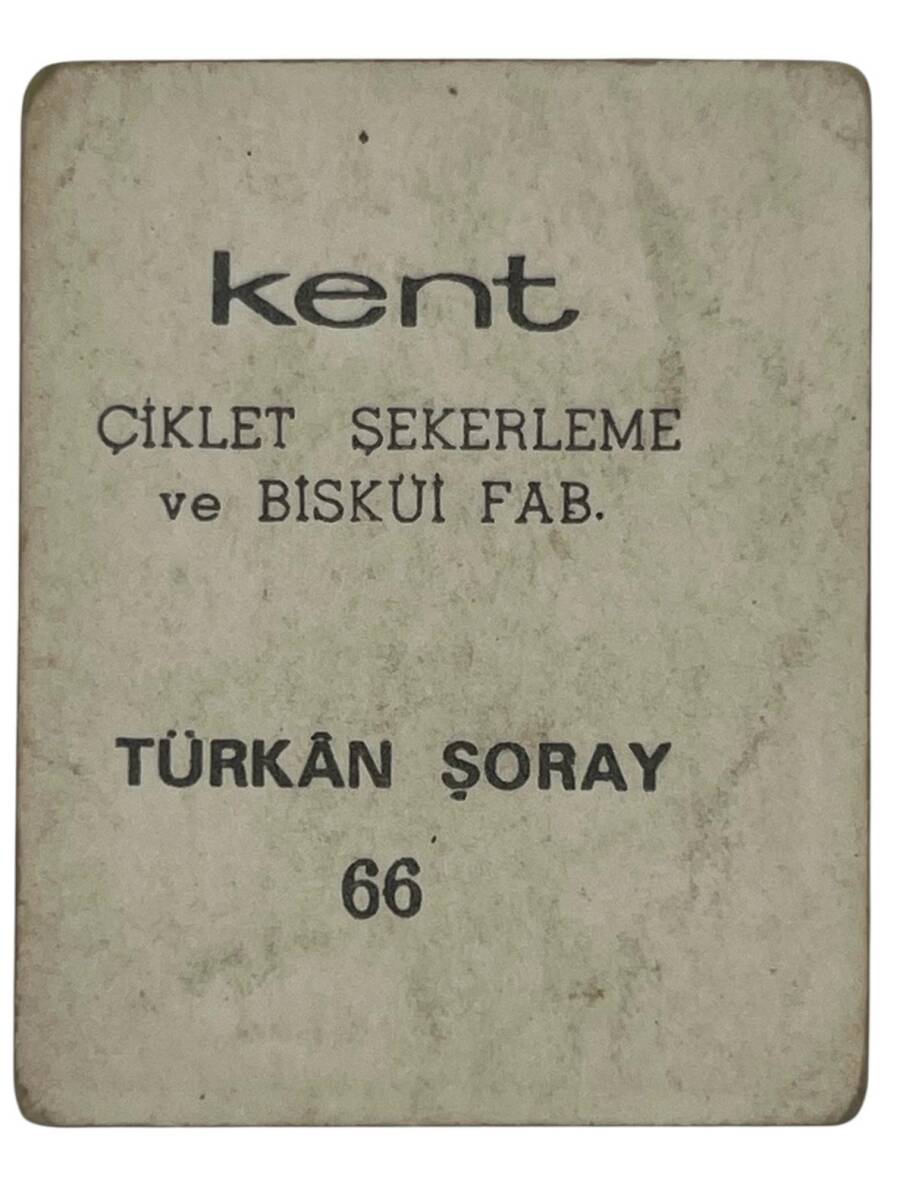 kent
ÇİKLET ŞEKERLEME
ve BİSKÜİ FAB.
TÜRKÂN ŞORAY
66